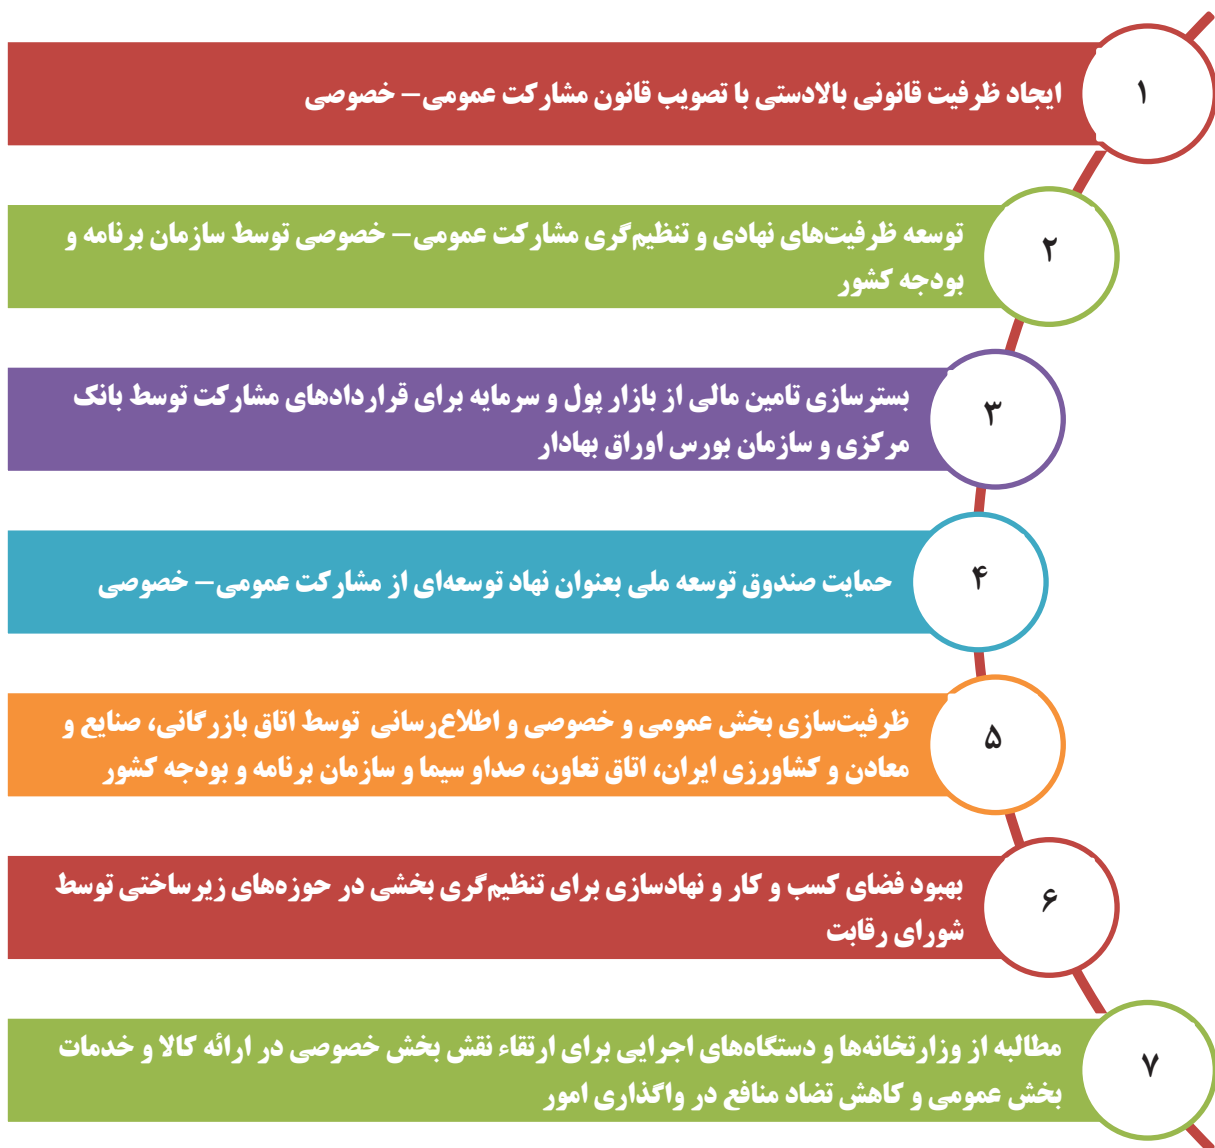 ۱
ایجاد ظرفیت قانونی بالادستی با تصویب قانون مشارکت عمومی– خصوصی
۲
توسعه ظرفیت‌های نهادی و تنظیم‌گری مشارکت عمومی– خصوصی توسط سازمان برنامه و
بودجه کشور
۳
بسترسازی تامین مالی از بازار پول و سرمایه برای قراردادهای مشارکت توسط بانک
مرکزی و سازمان بورس اوراق بهادار
۴
حمایت صندوق توسعه ملی بعنوان نهاد توسعه‌ای از مشارکت عمومی– خصوصی
۵
ظرفیت‌سازی بخش عمومی و خصوصی و اطلاع‌رسانی توسط اتاق بازرگانی، صنایع و
معادن و کشاورزی ایران، اتاق تعاون، صداو سیما و سازمان برنامه و بودجه کشور
۶
بهبود فضای کسب و کار و نهادسازی برای تنظیم‌گری بخشی در حوزه‌های زیرساختی توسط
شورای رقابت
۷
مطالبه از وزارتخانه‌ها و دستگاه‌های اجرایی برای ارتقاء نقش بخش خصوصی در ارائه کالا و خدمات
بخش عمومی و کاهش تضاد منافع در واگذاری امور